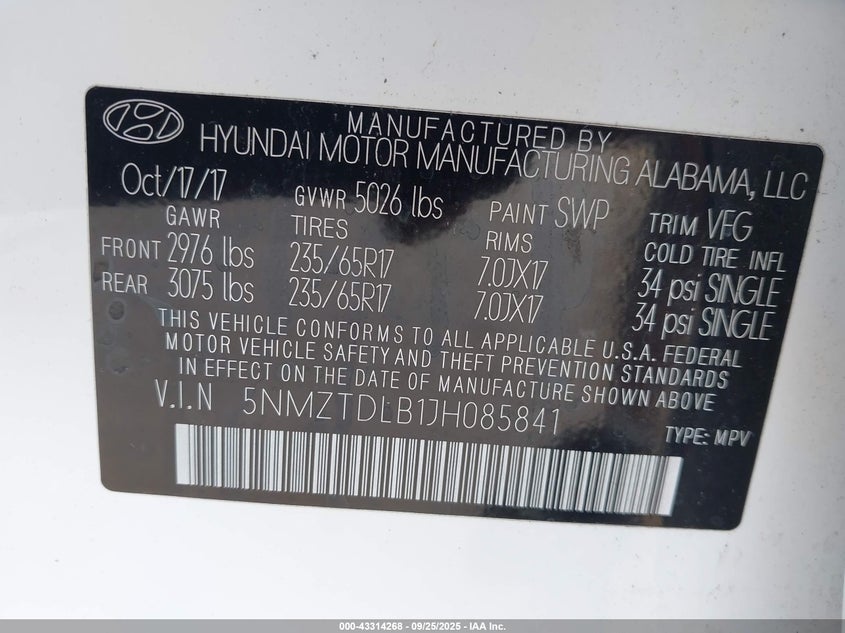 MANUFACTURED BY
HYUNDAI MOTOR MANUFACTURING ALABAMA, LLC
Oct/17/17 GVWR 5026 lbs PAINT SWP TRIM VFG
GAWR TIRES RIMS COLD TIRE INFL
FRONT 2976 lbs 235/65R17 7.0JX17 34 psi SINGLE
REAR 3075 lbs 235/65R17 7.0JX17 34 psi SINGLE
THIS VEHICLE CONFORMS TO ALL APPLICABLE U.S.A. FEDERAL
MOTOR VEHICLE SAFETY AND THEFT PREVENTION STANDARDS
IN EFFECT ON THE DATE OF MANUFACTURE SHOWN ABOVE
V.I.N 5NMZTDLB1JH085841 TYPE: MPV
000-43314268 - 09/25/2025 - IAA Inc.